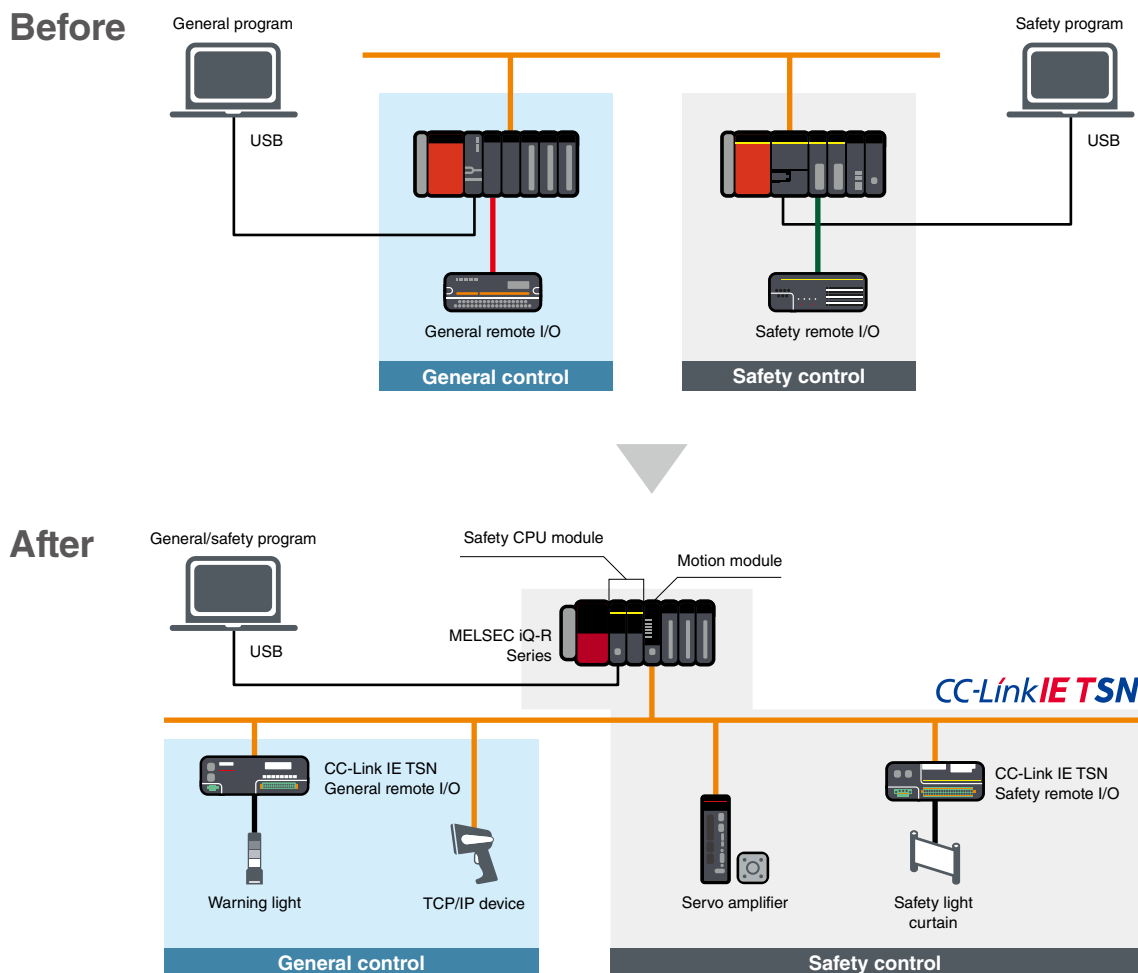 Before
General program
Safety program
USB
USB
General remote I/O
Safety remote I/O
General control
Safety control
After
General/safety program
Safety CPU module
Motion module
MELSEC iQ-R
Series
USB
CC-Link IE TSN
CC-Link IE TSN
General remote I/O
CC-Link IE TSN
Safety remote I/O
Warning light
TCP/IP device
Servo amplifier
Safety light
curtain
General control
Safety control